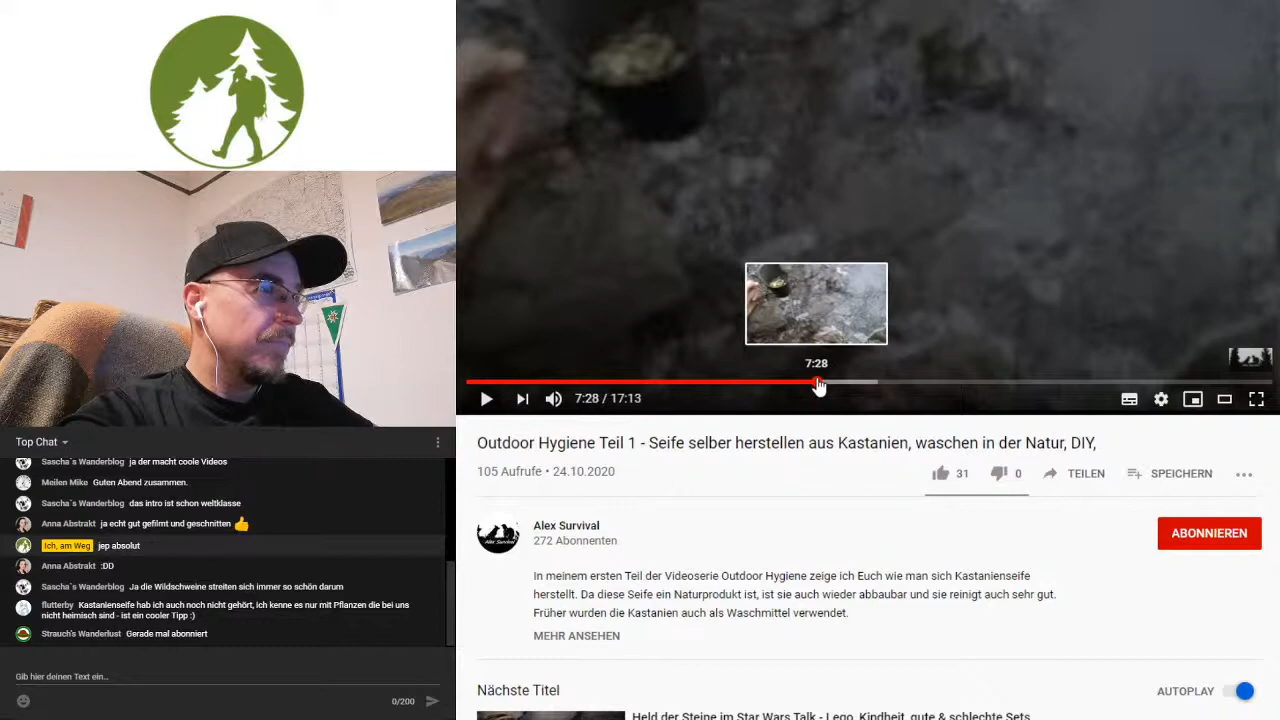 Top Chat
Sascha`s Wanderblog ja der macht coole Videos
Meilen Mike Guten Abend zusammen.
Sascha`s Wanderblog das intro ist schon weltklasse
Anna Abstrakt ja echt gut gefilmt und geschnitten 👍
Ich, am Weg jep absolut
Anna Abstrakt :DD
Sascha`s Wanderblog Ja die Wildschweine streiten sich immer so schön darum
flutterby Kastanienseife hab ich auch noch nicht gehört, ich kenne es nur mit Pflanzen die bei uns
nicht heimisch sind - ist ein cooler Tipp :)
Strauch's Wanderlust Gerade mal abonniert
Gib hier deinen Text ein...
0/200
7:28
7:28 / 17:13
Outdoor Hygiene Teil 1 - Seife selber herstellen aus Kastanien, waschen in der Natur, DIY,
105 Aufrufe • 24.10.2020
31
0
TEILEN
SPEICHERN
Alex Survival
Alex Survival
272 Abonnenten
ABONNIEREN
In meinem ersten Teil der Videoserie Outdoor Hygiene zeige ich Euch wie man sich Kastanienseife
herstellt. Da diese Seife ein Naturprodukt ist, ist sie auch wieder abbaubar und sie reinigt auch sehr gut.
Früher wurden die Kastanien auch als Waschmittel verwendet.
MEHR ANSEHEN
Nächste Titel
AUTOPLAY
Held der Steine im Star Wars Talk - Lego, Kindheit, gute & schlechte Sets